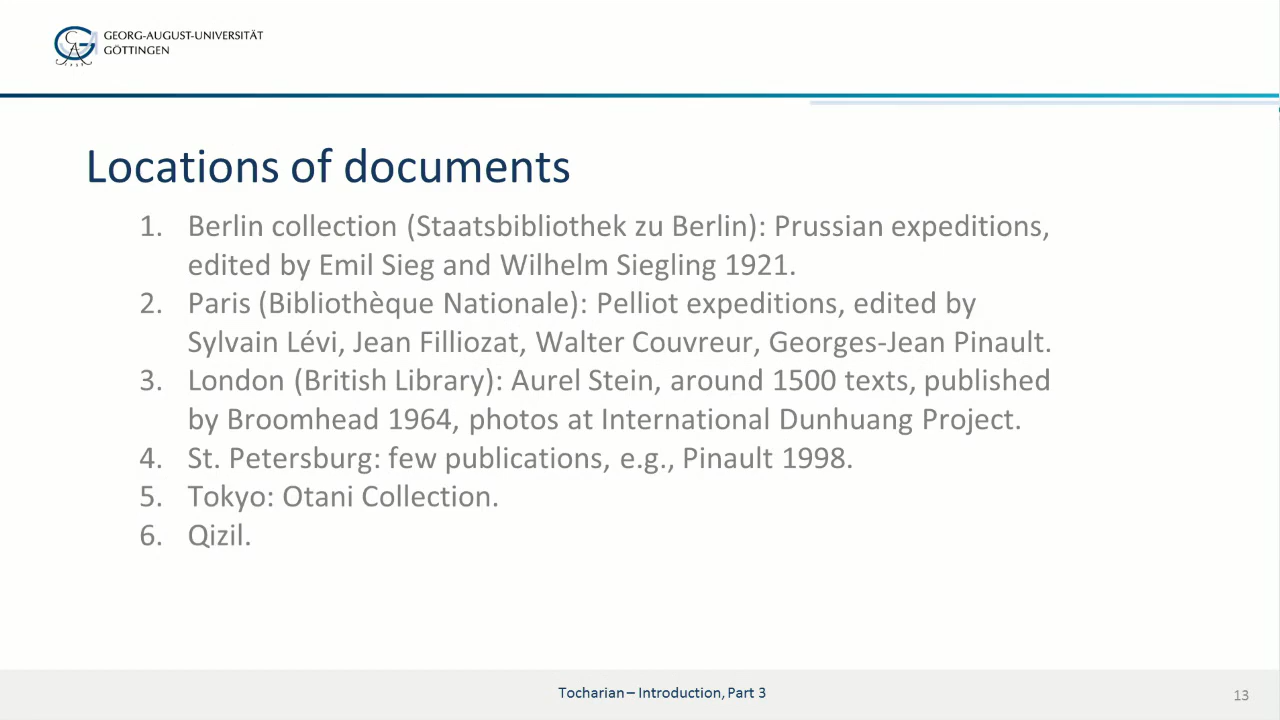 GEORG-AUGUST-UNIVERSITÄT
GÖTTINGEN
Locations of documents
1. Berlin collection (Staatsbibliothek zu Berlin): Prussian expeditions,
edited by Emil Sieg and Wilhelm Siegling 1921.
2. Paris (Bibliothèque Nationale): Pelliot expeditions, edited by
Sylvain Lévi, Jean Filliozat, Walter Couvreur, Georges-Jean Pinault.
3. London (British Library): Aurel Stein, around 1500 texts, published
by Broomhead 1964, photos at International Dunhuang Project.
4. St. Petersburg: few publications, e.g., Pinault 1998.
5. Tokyo: Otani Collection.
6. Qizil.
Tocharian – Introduction, Part 3
13